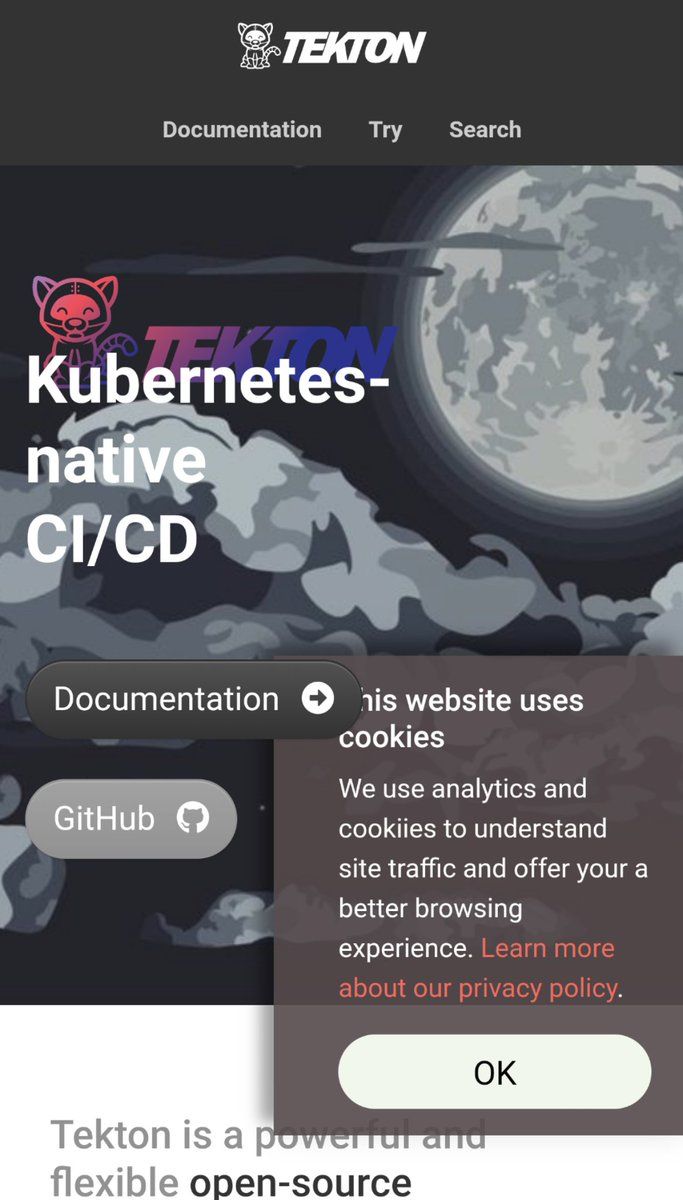 TEKTON
Documentation Try Search
TEKTON
Kubernetes-
native
CI/CD
Documentation
GitHub
his website uses
cookies
We use analytics and
cookiies to understand
site traffic and offer your a
better browsing
experience. Learn more
about our privacy policy.
OK
Tekton is a powerful and
flexible open-source